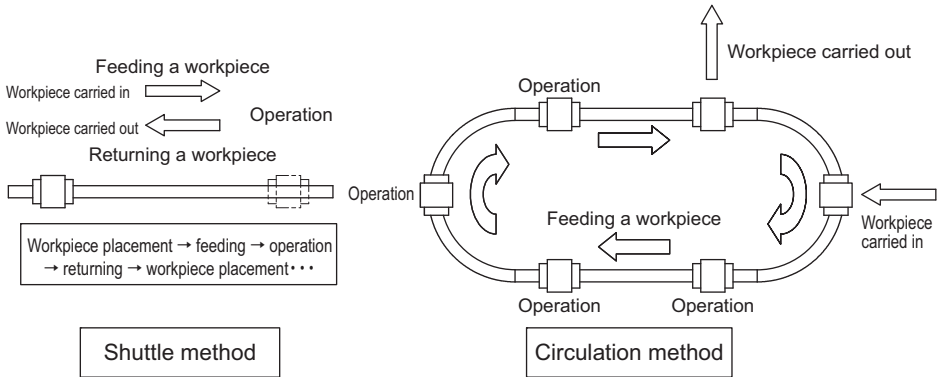 Feeding a workpiece
Workpiece carried in
Operation
Workpiece carried out
Returning a workpiece
Workpiece placement → feeding → operation
→ returning → workpiece placement･･･
Shuttle method
Workpiece carried out
Operation
Operation
Feeding a workpiece
Workpiece
carried in
Operation
Operation
Circulation method